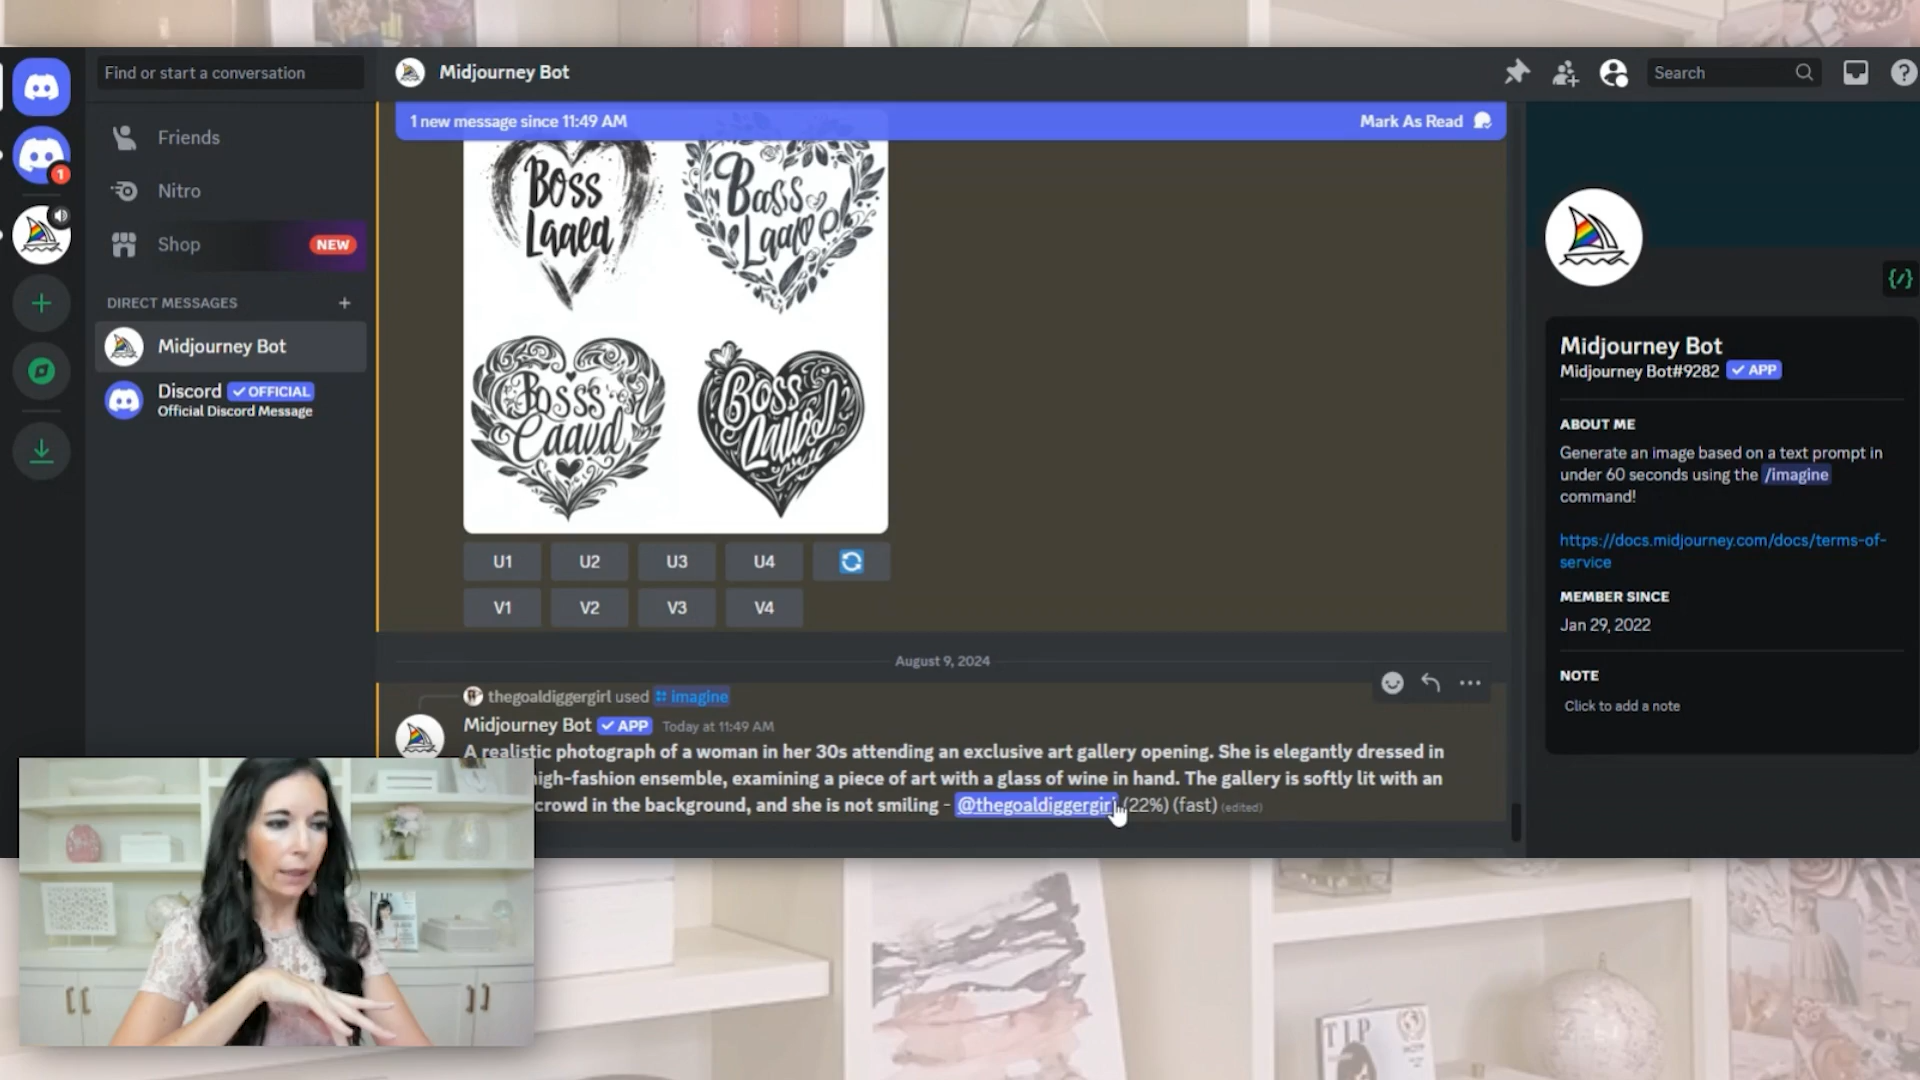 Find or start a conversation
Midjourney Bot
Search
1 new message since 11:49 AM
Mark As Read
Friends
Nitro
Shop
NEW
DIRECT MESSAGES
Midjourney Bot
Discord
OFFICIAL
Official Discord Message
1
Boss
Boss
Bosss
Caavd
Boss
U1
U2
U3
U4
V1
V2
V3
V4
August 9, 2024
thegoaldiggergirl used imagine
Midjourney Bot APP Today at 11:49 AM
A realistic photograph of a woman in her 30s attending an exclusive art gallery opening. She is elegantly dressed in
high-fashion ensemble, examining a piece of art with a glass of wine in hand. The gallery is softly lit with an
crowd in the background, and she is not smiling - @thegoaldiggergirl (22%) (fast) (edited)
Midjourney Bot
Midjourney Bot#9282
APP
ABOUT ME
Generate an image based on a text prompt in
under 60 seconds using the /imagine
command!
https://docs.midjourney.com/docs/terms-of-
service
MEMBER SINCE
Jan 29, 2022
NOTE
Click to add a note